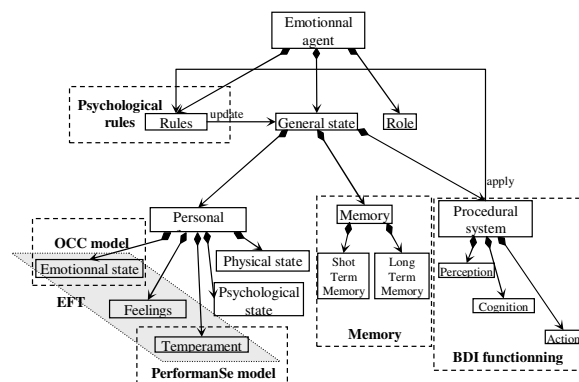 Emotionnal
agent
Psychological
rules
Rules
update
General state
Role
apply
Personal
Memory
Procedural
system
OCC model
Emotionnal state
Physical state
Shot
Term
Memory
Long
Term
Memory
Perception
EFT
Feelings
Psychological
state
Cognition
Temperament
Memory
Action
PerformanSe model
BDI functionning